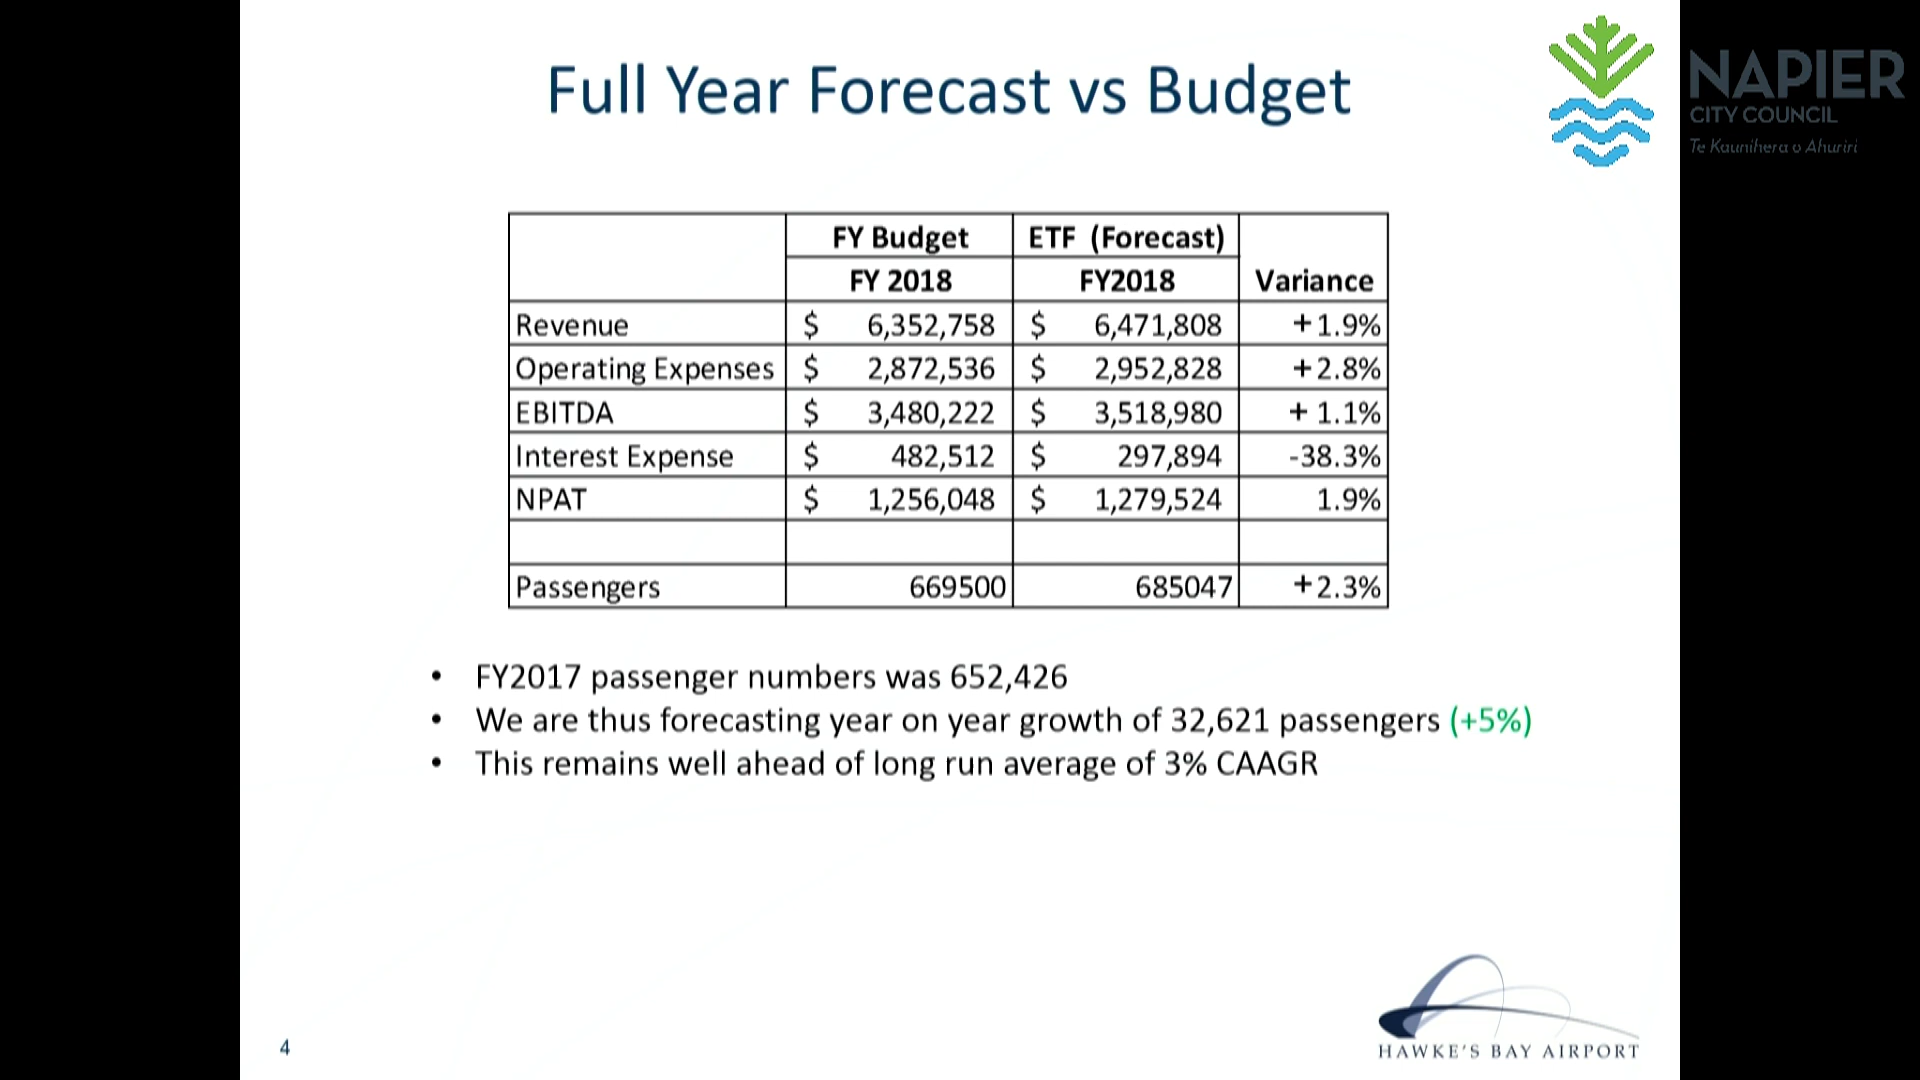 Full Year Forecast vs Budget
NAPIER
CITY COUNCIL
Te Kaunihera o Ahuriri
FY Budget ETF (Forecast)
FY 2018 FY2018 Variance
Revenue $ 6,352,758 $ 6,471,808 +1.9%
Operating Expenses $ 2,872,536 $ 2,952,828 +2.8%
EBITDA $ 3,480,222 $ 3,518,980 + 1.1%
Interest Expense $ 482,512 $ 297,894 -38.3%
NPAT $ 1,256,048 $ 1,279,524 1.9%
Passengers 669500 685047 +2.3%
• FY2017 passenger numbers was 652,426
• We are thus forecasting year on year growth of 32,621 passengers (+5%)
• This remains well ahead of long run average of 3% CAAGR
4
HAWKE'S BAY AIRPORT